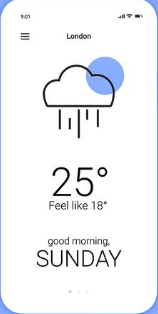 9:01
London
25°
Feel like 18°
good morning,
SUNDAY